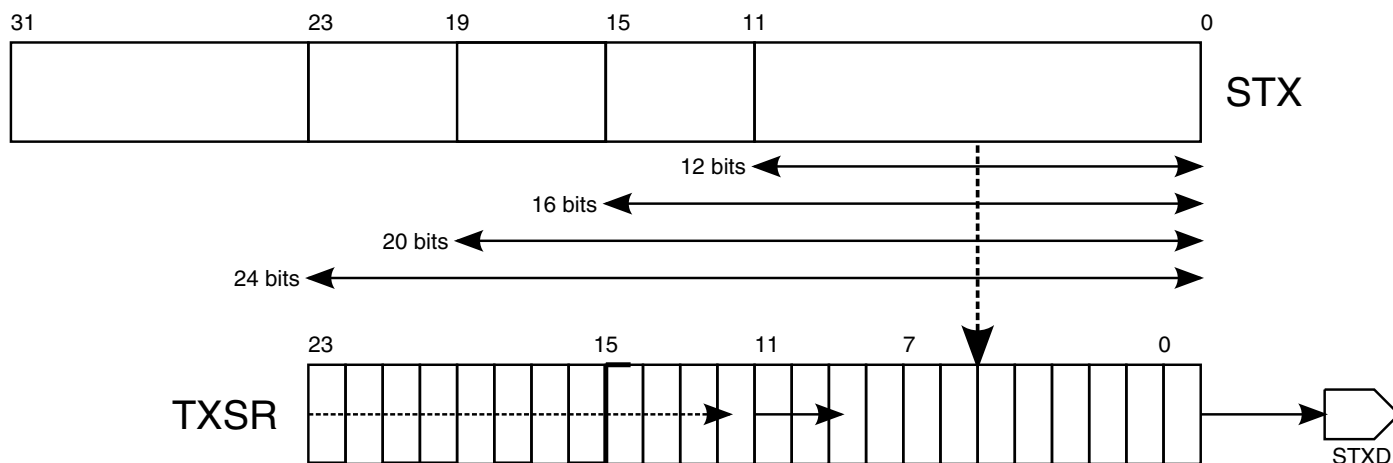 31 23 19 15 11 0
STX
12 bits
16 bits
20 bits
24 bits
23 15 11 7 0
TXSR
STXD